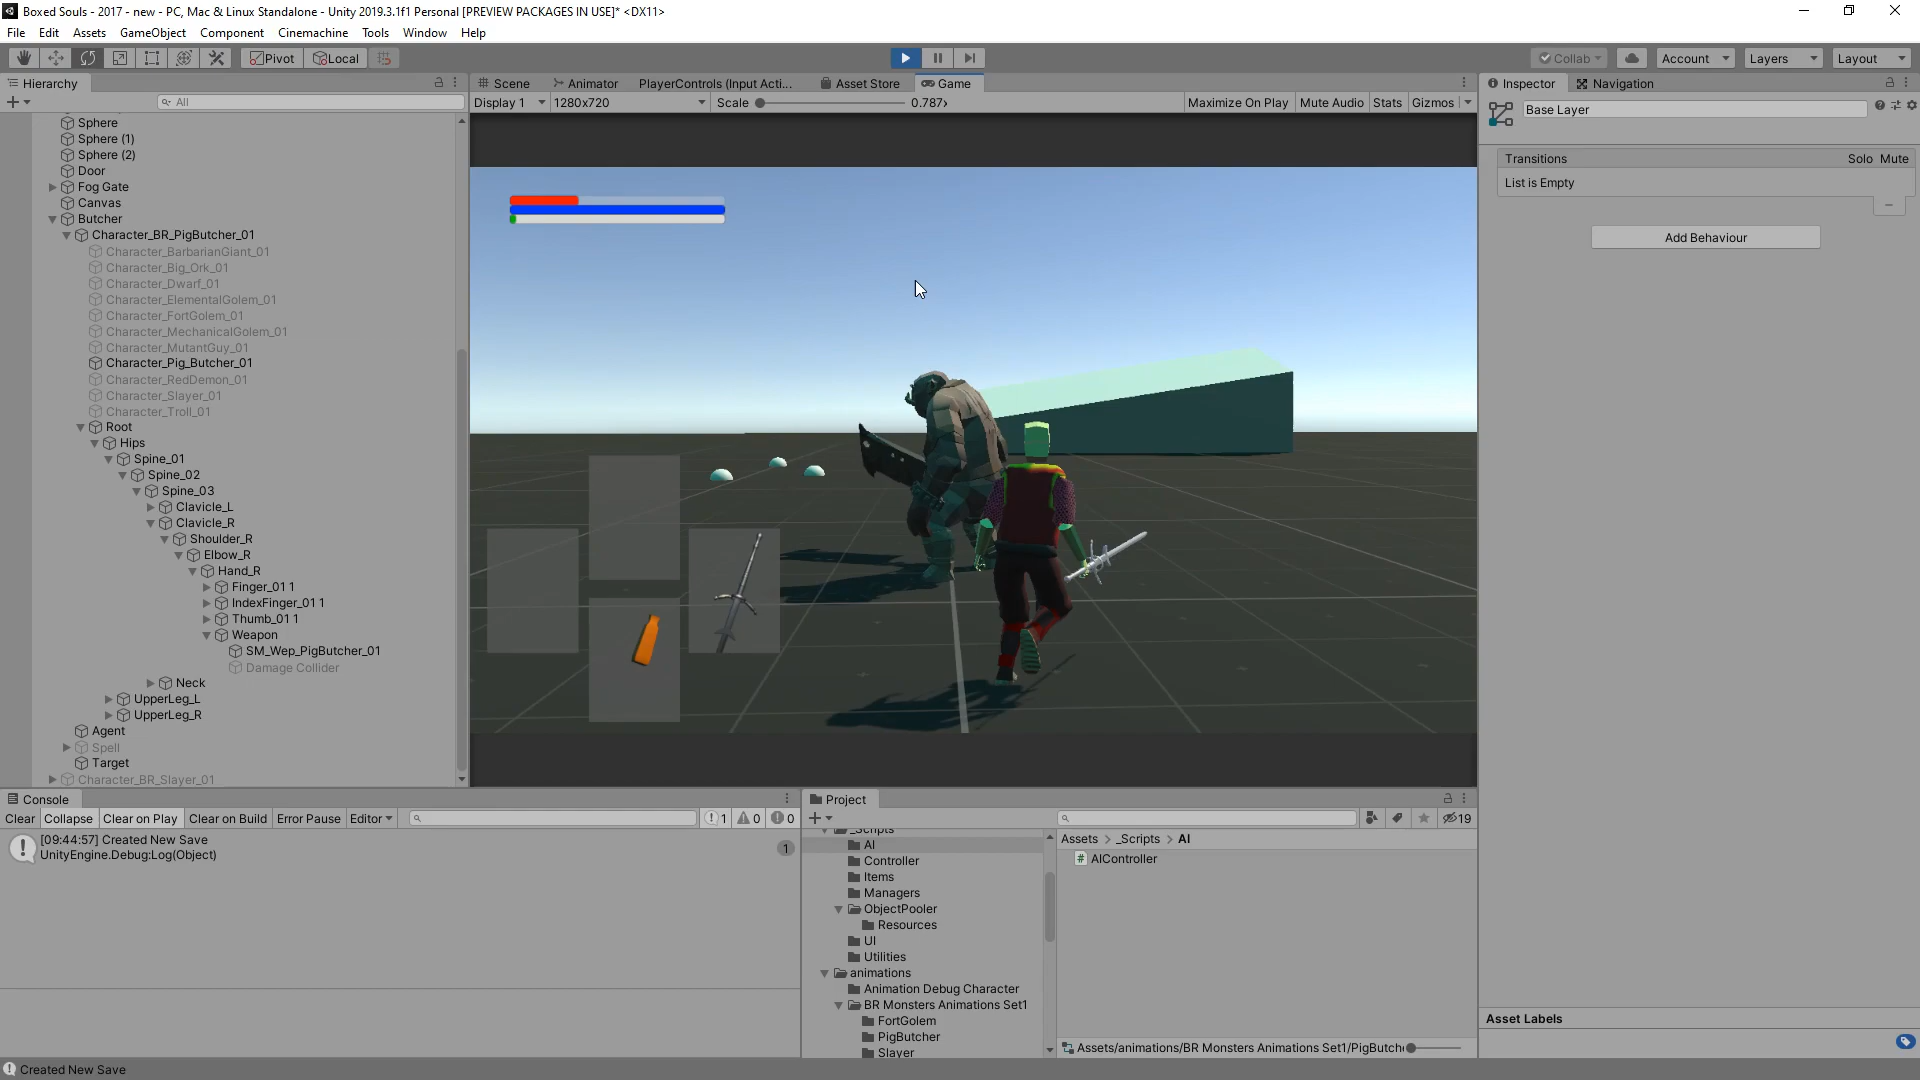 Boxed Souls - 2017 - new - PC, Mac & Linux Standalone - Unity 2019.3.1f1 Personal [PREVIEW PACKAGES IN USE]* <DX11>
File Edit Assets GameObject Component Cinemachine Tools Window Help
Pivot Local Collab Account Layers Layout
Hierarchy Scene Animator PlayerControls (Input Acti... Asset Store Game Inspector Navigation
All Display 1 1280x720 Scale 0.787x Maximize On Play Mute Audio Stats Gizmos Base Layer
Sphere
Sphere (1)
Sphere (2)
Door
Fog Gate
Canvas
Butcher
Character_BR_PigButcher_01
Character_BarbarianGiant_01
Character_Big_Ork_01
Character_Dwarf_01
Character_ElementalGolem_01
Character_FortGolem_01
Character_MechanicalGolem_01
Character_MutantGuy_01
Character_Pig_Butcher_01
Character_RedDemon_01
Character_Slayer_01
Character_Troll_01
Root
Hips
Spine_01
Spine_02
Spine_03
Clavicle_L
Clavicle_R
Shoulder_R
Elbow_R
Hand_R
Finger_01 1
IndexFinger_01 1
Thumb_01 1
Weapon
SM_Wep_PigButcher_01
Damage Collider
Neck
UpperLeg_L
UpperLeg_R
Agent
Spell
Target
Character_BR_Slayer_01
Transitions Solo Mute
List is Empty
Add Behaviour
Asset Labels
Console
Clear Collapse Clear on Play Clear on Build Error Pause Editor 1 0 0
[09:44:57] Created New Save
UnityEngine.Debug:Log(Object)
1
Project
19
_Scripts
AI
Controller
Items
Managers
ObjectPooler
Resources
UI
Utilities
animations
Animation Debug Character
BR Monsters Animations Set1
FortGolem
PigButcher
Slayer
Assets > _Scripts > AI
AIController
Assets/animations/BR Monsters Animations Set1/PigButch
Created New Save